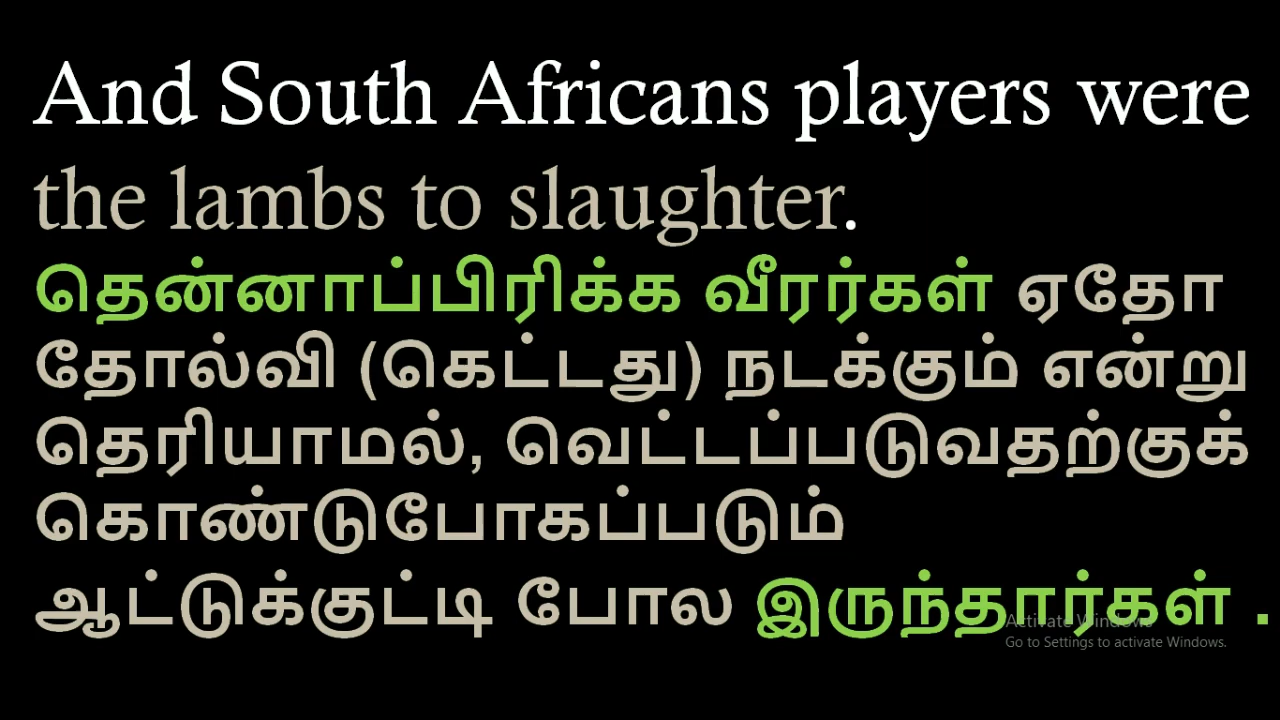 And South Africans players were
the lambs to slaughter.
தென்னாப்பிரிக்க வீரர்கள் ஏதோ
தோல்வி (கெட்டது) நடக்கும் என்று
தெரியாமல், வெட்டப்படுவதற்குக்
கொண்டுபோகப்படும்
ஆட்டுக்குட்டி போல இருந்தார்கள் .
Activate Windows
Go to Settings to activate Windows.